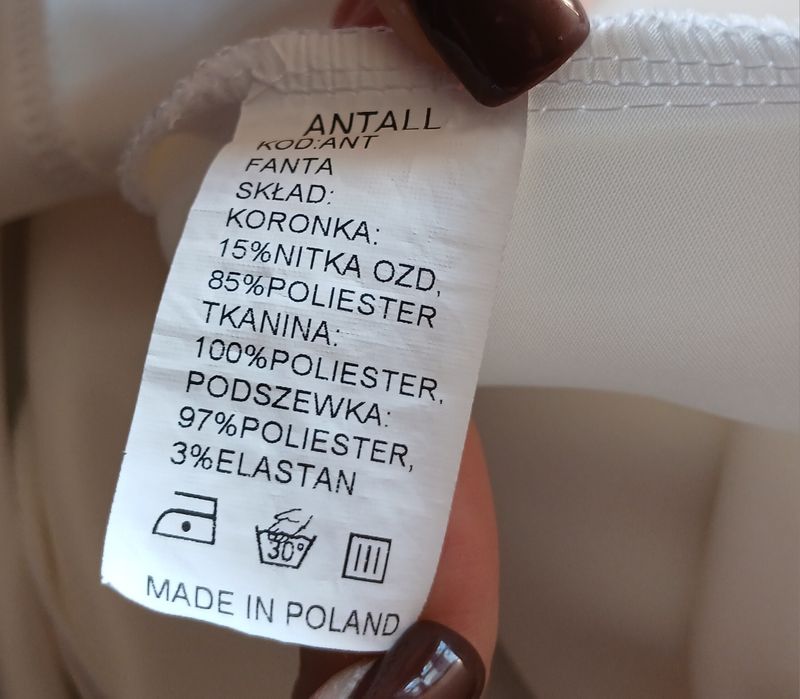 ANTALL
KOD:ANT
FANTA
SKŁAD:
KORONKA:
15%NITKA OZD,
85%POLIESTER
TKANINA:
100%POLIESTER,
PODSZEWKA:
97%POLIESTER,
3%ELASTAN
30°
MADE IN POLAND